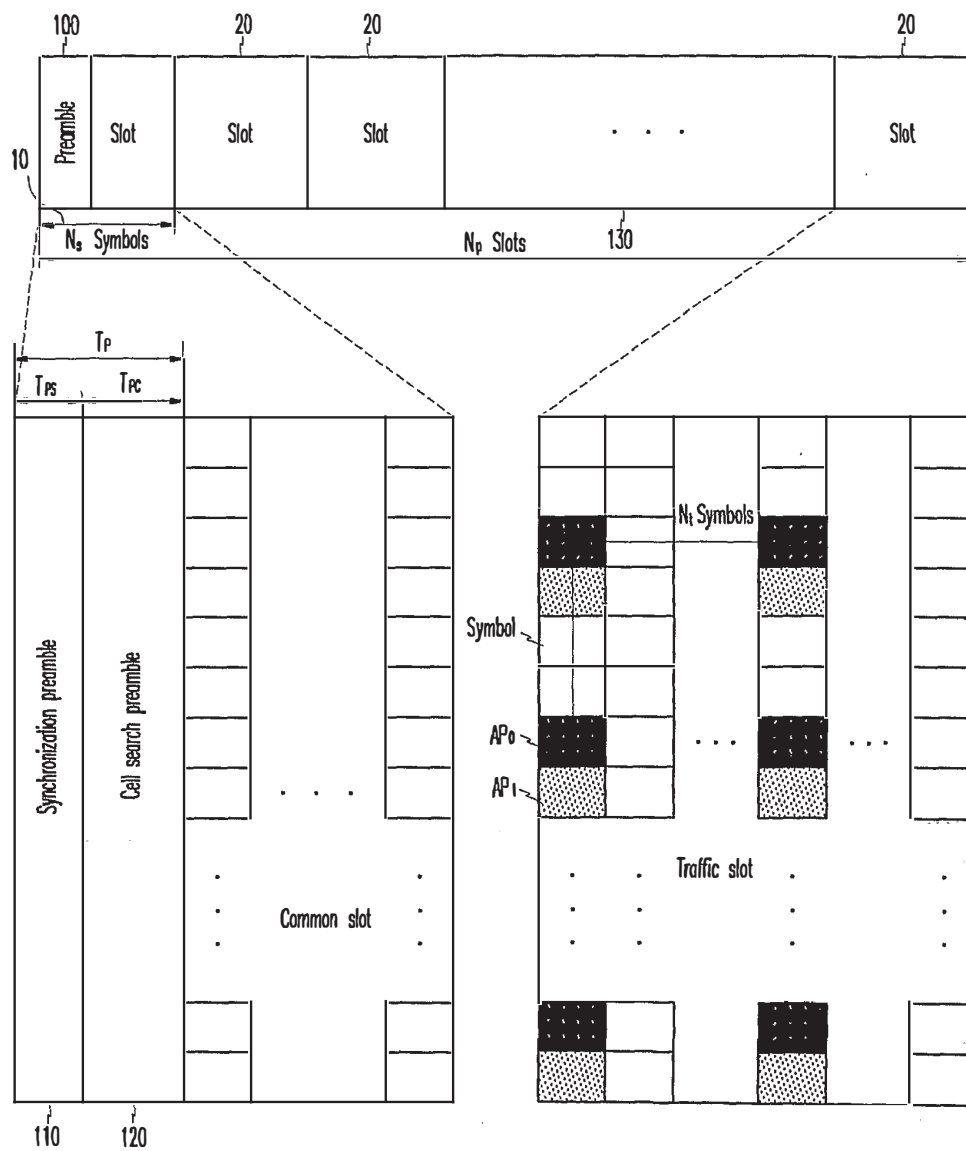 100 20 20 20
Preamble Slot Slot Slot . . . Slot
10
Ns Symbols
Np Slots
130
TP
TPS TPC
Synchronization preamble
Cell search preamble
Common slot
Nt Symbols
Symbol
AP0
AP1
Traffic slot
110 120